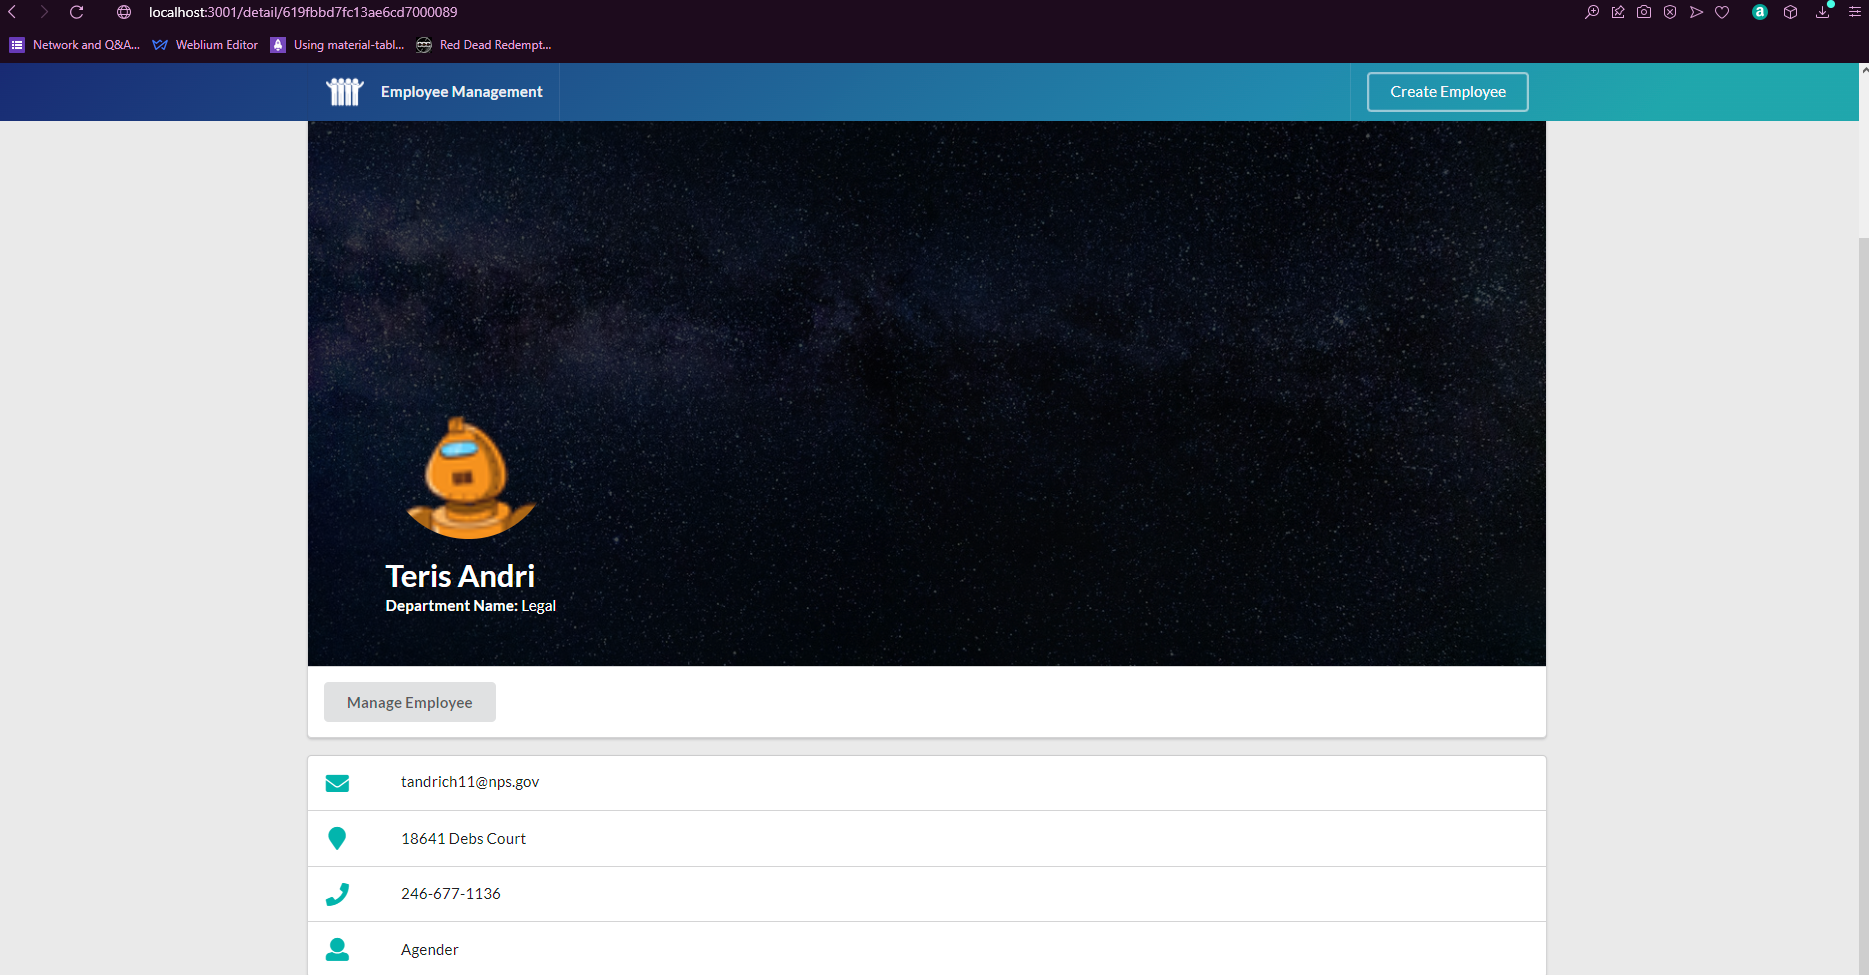 localhost:3001/detail/619fbbd7fc13ae6cd7000089
Network and Q&A... Weblium Editor Using material-tabl... Red Dead Redempt...
Employee Management
Create Employee
Teris Andri
Department Name: Legal
Manage Employee
tandrich11@nps.gov
18641 Debs Court
246-677-1136
Agender